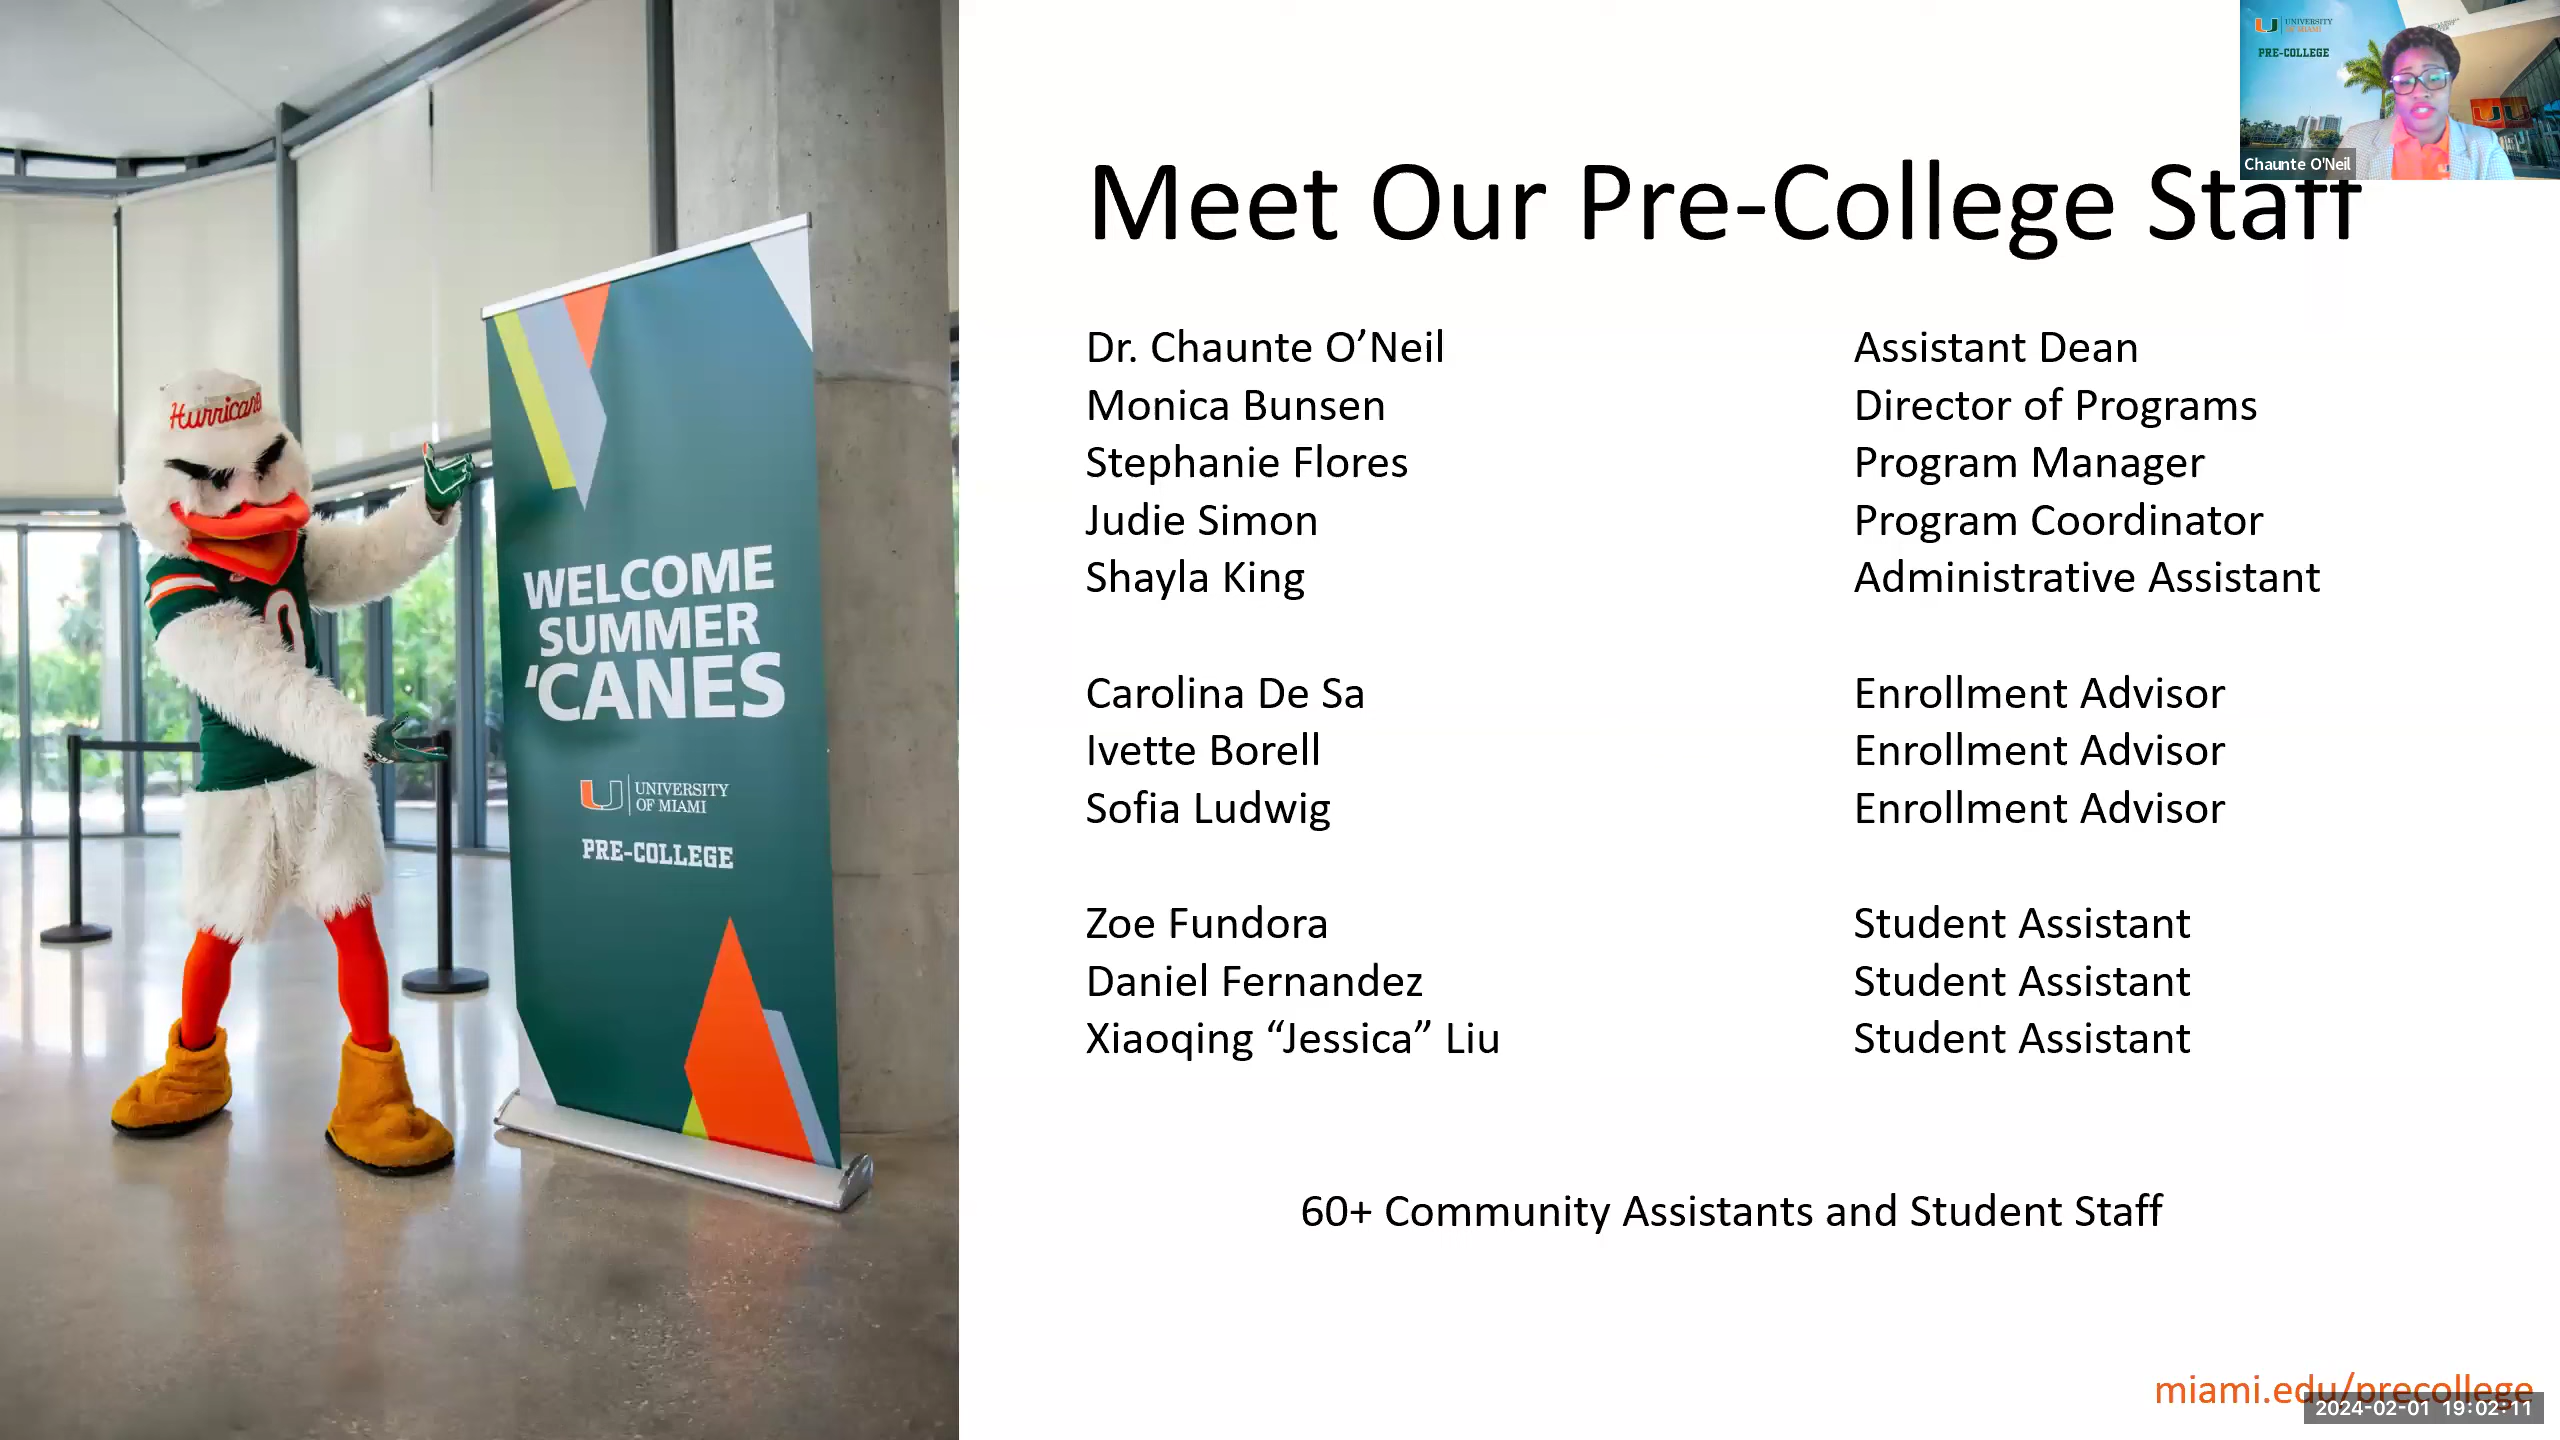 UNIVERSITY
OF MIAMI
PRE-COLLEGE
Chaunte O'Neil
Meet Our Pre-College Staff
Dr. Chaunte O’Neil Assistant Dean
Monica Bunsen Director of Programs
Stephanie Flores Program Manager
Judie Simon Program Coordinator
Shayla King Administrative Assistant
Carolina De Sa Enrollment Advisor
Ivette Borell Enrollment Advisor
Sofia Ludwig Enrollment Advisor
Zoe Fundora Student Assistant
Daniel Fernandez Student Assistant
Xiaoqing “Jessica” Liu Student Assistant
60+ Community Assistants and Student Staff
miami.edu/precollege
2024-02-01 19:02:11
Hurricanes
WELCOME
SUMMER
‘CANES
UNIVERSITY
OF MIAMI
PRE-COLLEGE